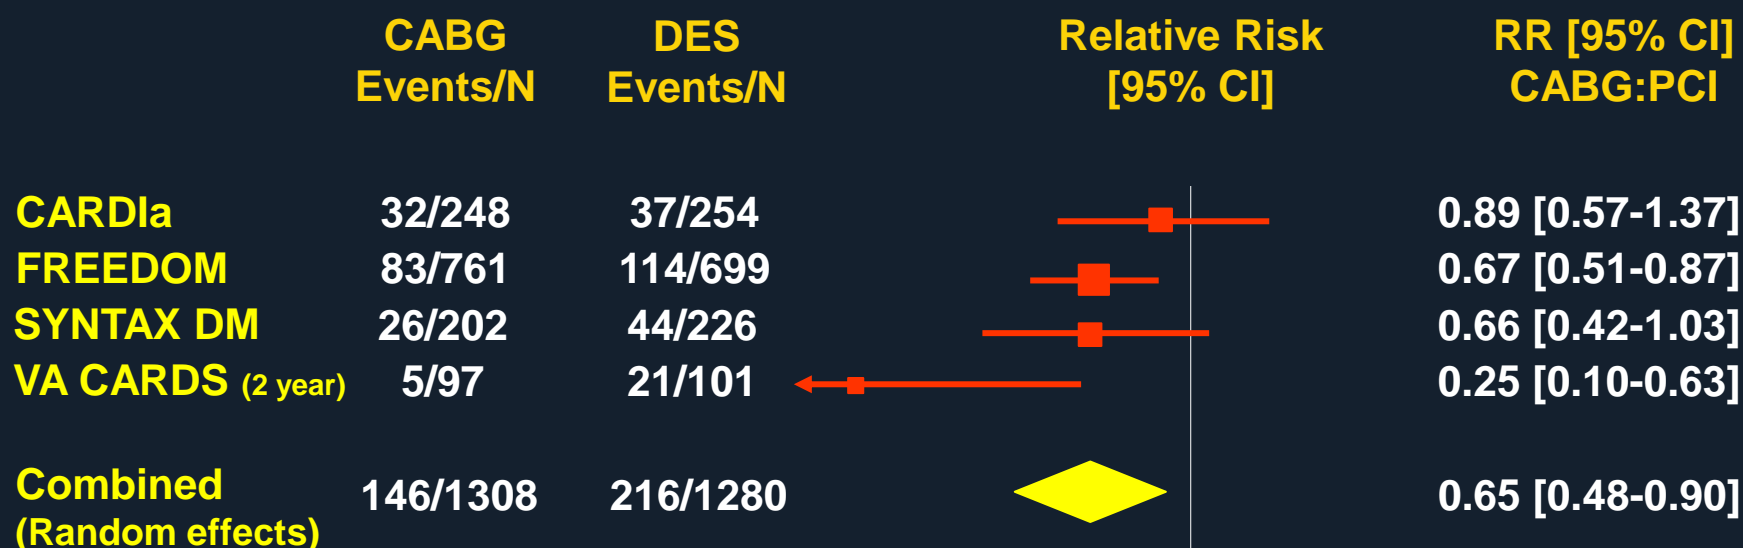 CABG DES Relative Risk RR [95% CI]
Events/N Events/N [95% CI] CABG:PCI
CARDIa 32/248 37/254 0.89 [0.57-1.37]
FREEDOM 83/761 114/699 0.67 [0.51-0.87]
SYNTAX DM 26/202 44/226 0.66 [0.42-1.03]
VA CARDS (2 year) 5/97 21/101 0.25 [0.10-0.63]
Combined 146/1308 216/1280 0.65 [0.48-0.90]
(Random effects)